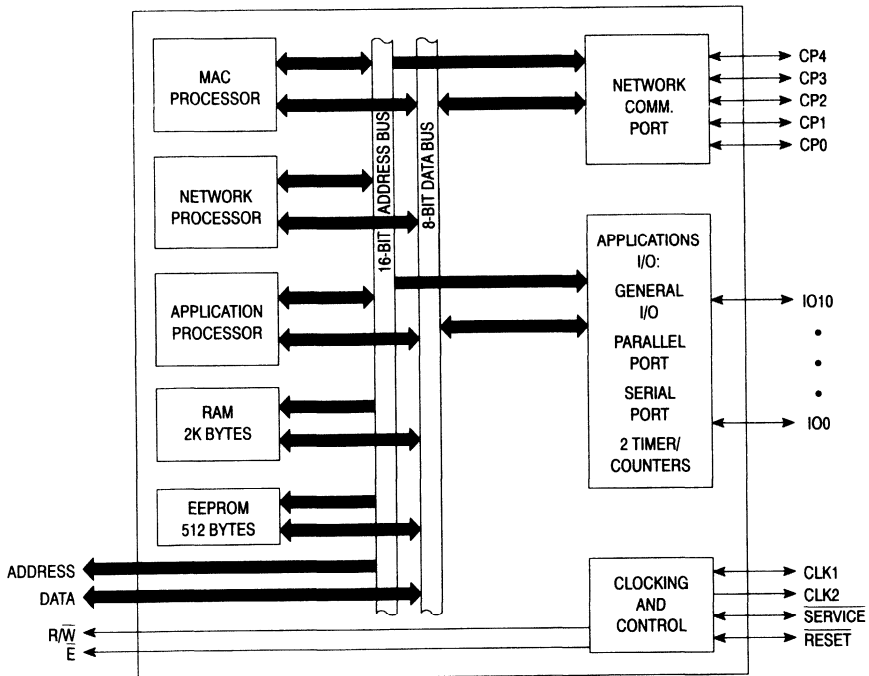 MAC
PROCESSOR
NETWORK
PROCESSOR
APPLICATION
PROCESSOR
RAM
2K BYTES
EEPROM
512 BYTES
16-BIT ADDRESS BUS
8-BIT DATA BUS
NETWORK
COMM.
PORT
CP4
CP3
CP2
CP1
CP0
APPLICATIONS
I/O:
GENERAL
I/O
PARALLEL
PORT
SERIAL
PORT
2 TIMER/
COUNTERS
IO10
IO0
CLOCKING
AND
CONTROL
CLK1
CLK2
SERVICE
RESET
ADDRESS
DATA
R/W̅
E̅